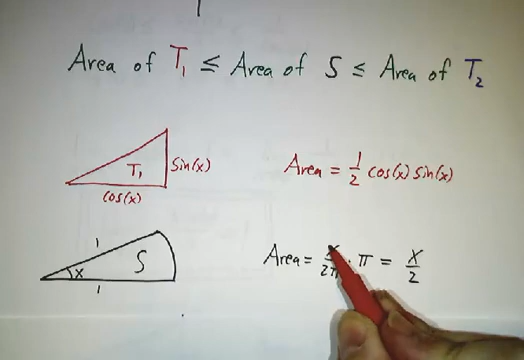 Area of T₁ ≤ Area of S ≤ Area of T₂
T₁ sin(x)
cos(x)
Area = 1/2 cos(x) sin(x)
1
x S
1
Area = x/2π · π = x/2